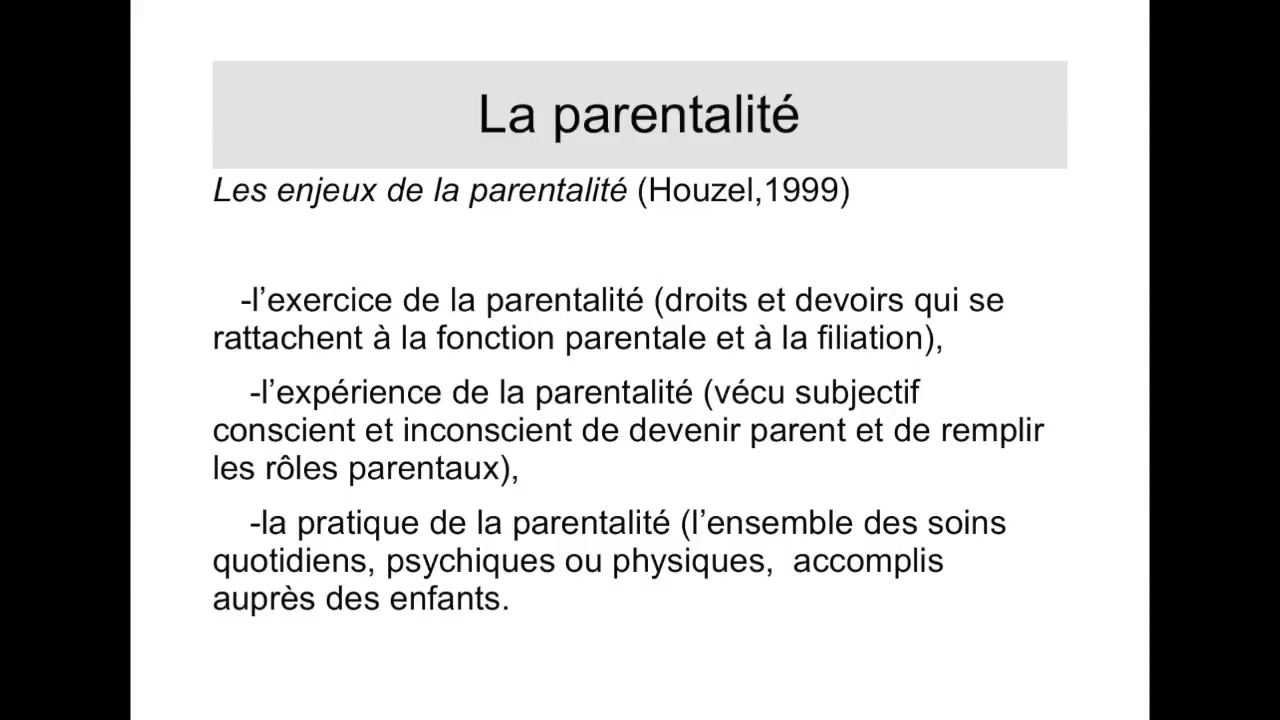 La parentalité
Les enjeux de la parentalité (Houzel,1999)
-l’exercice de la parentalité (droits et devoirs qui se
rattachent à la fonction parentale et à la filiation),
-l’expérience de la parentalité (vécu subjectif
conscient et inconscient de devenir parent et de remplir
les rôles parentaux),
-la pratique de la parentalité (l’ensemble des soins
quotidiens, psychiques ou physiques,  accomplis
auprès des enfants.